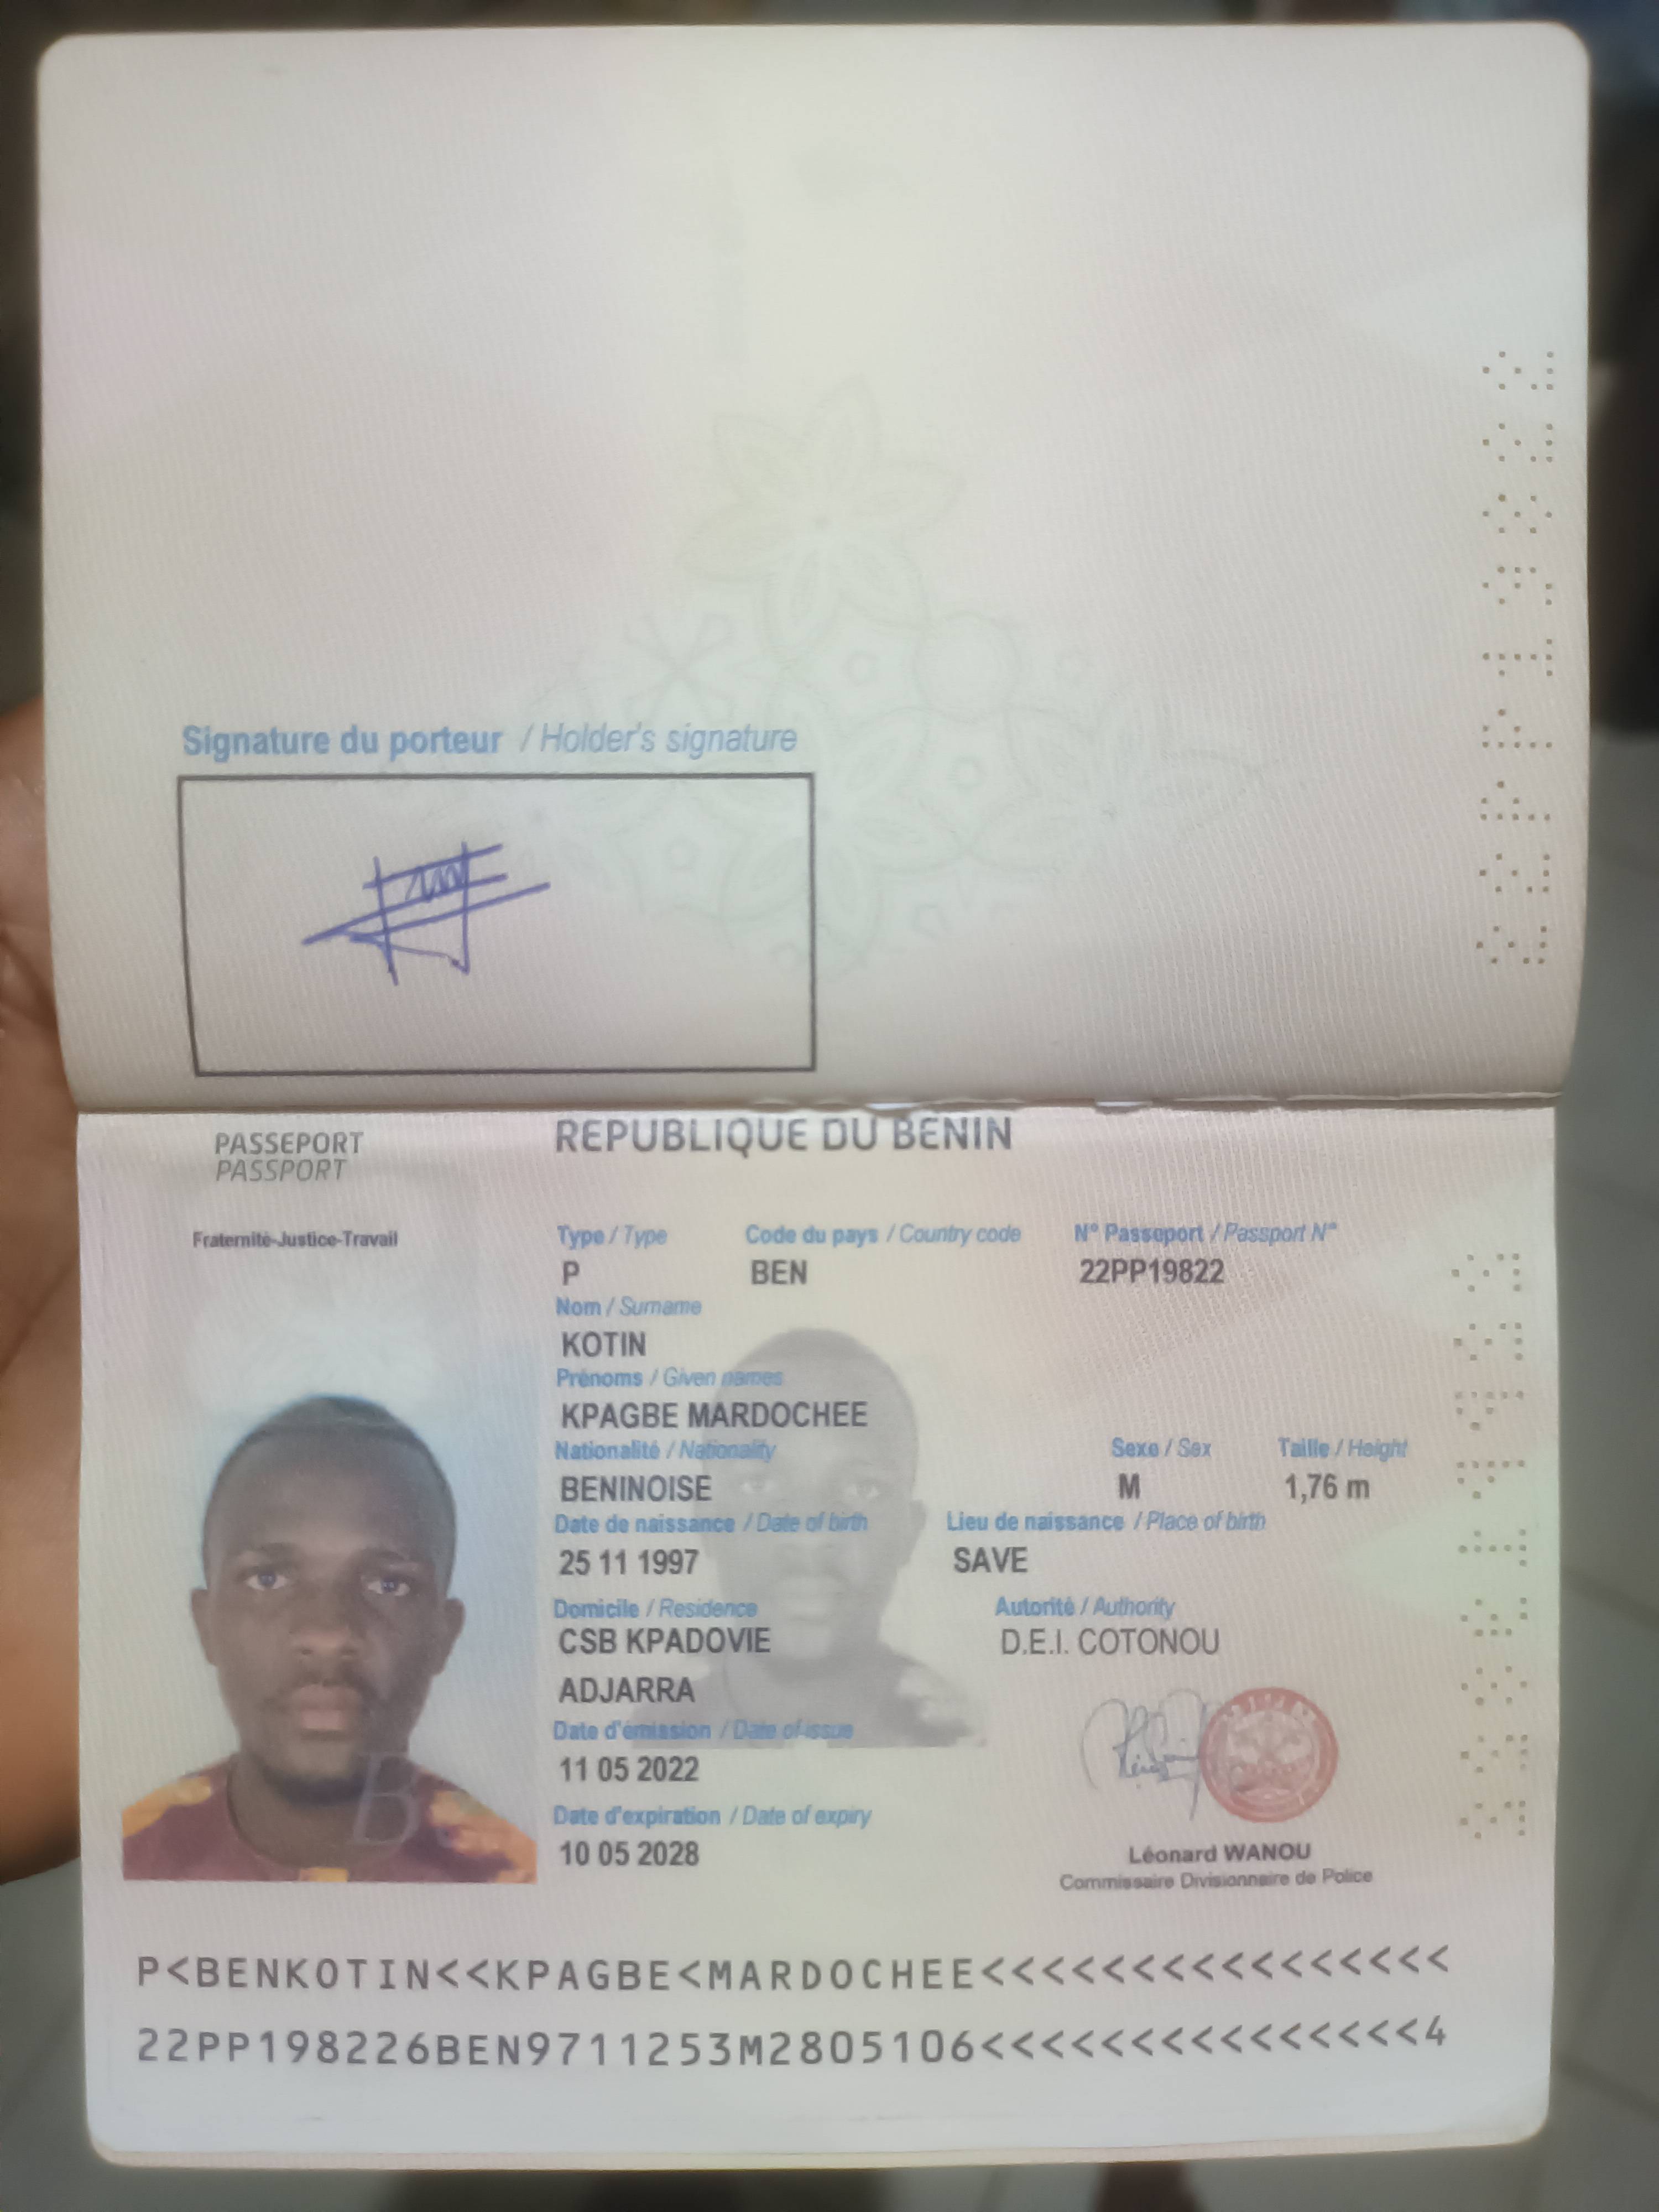 Signature du porteur / Holder's signature
PASSEPORT
PASSPORT
REPUBLIQUE DU BENIN
Fraternité-Justice-Travail
Type / Type Code du pays / Country code N° Passeport / Passport N°
P BEN 22PP19822
Nom / Surname
KOTIN
Prénoms / Given names
KPAGBE MARDOCHEE
Nationalité / Nationality Sexe / Sex Taille / Height
BENINOISE M 1,76 m
Date de naissance / Date of birth Lieu de naissance / Place of birth
25 11 1997 SAVE
Domicile / Residence Autorité / Authority
CSB KPADOVIE D.E.I. COTONOU
ADJARRA
Date d'émission / Date of issue
11 05 2022
Date d'expiration / Date of expiry
10 05 2028
Léonard WANOU
Commissaire Divisionnaire de Police
P<BENKOTIN<<KPAGBE<MARDOCHEE<<<<<<<<<<<<<<<<
22PP198226BEN9711253M2805106<<<<<<<<<<<<<<<4